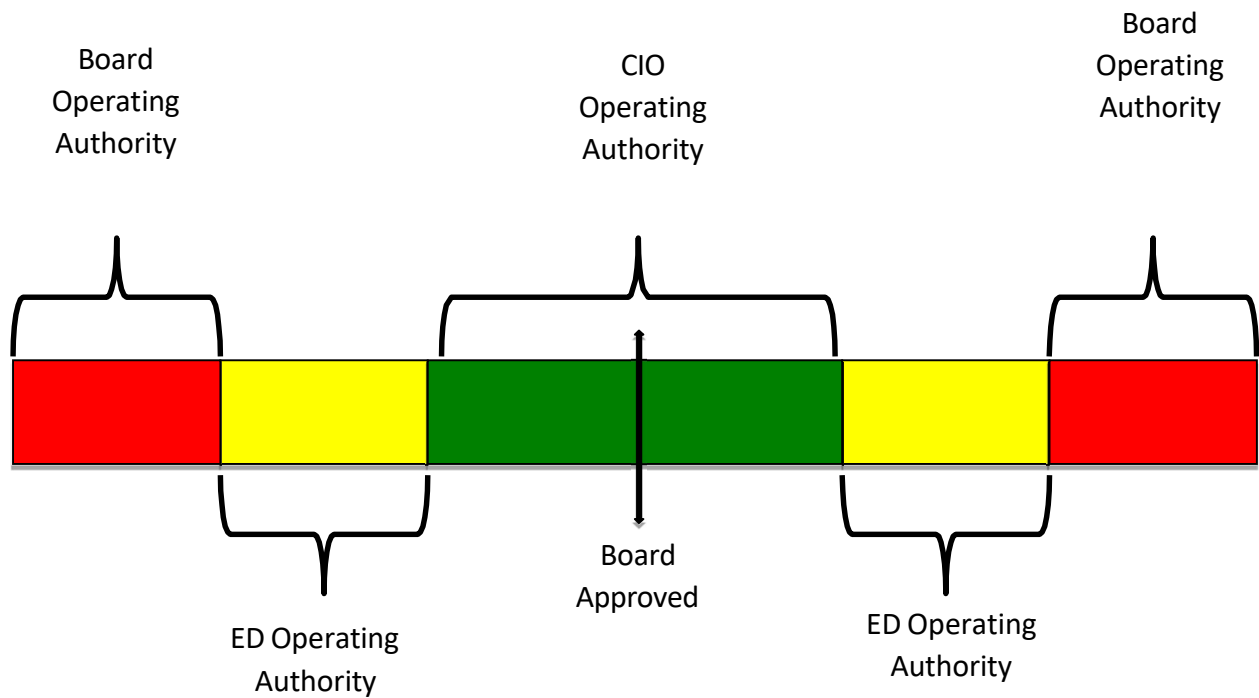 Board
Operating
Authority
CIO
Operating
Authority
Board
Operating
Authority
Board
Approved
ED Operating
Authority
ED Operating
Authority